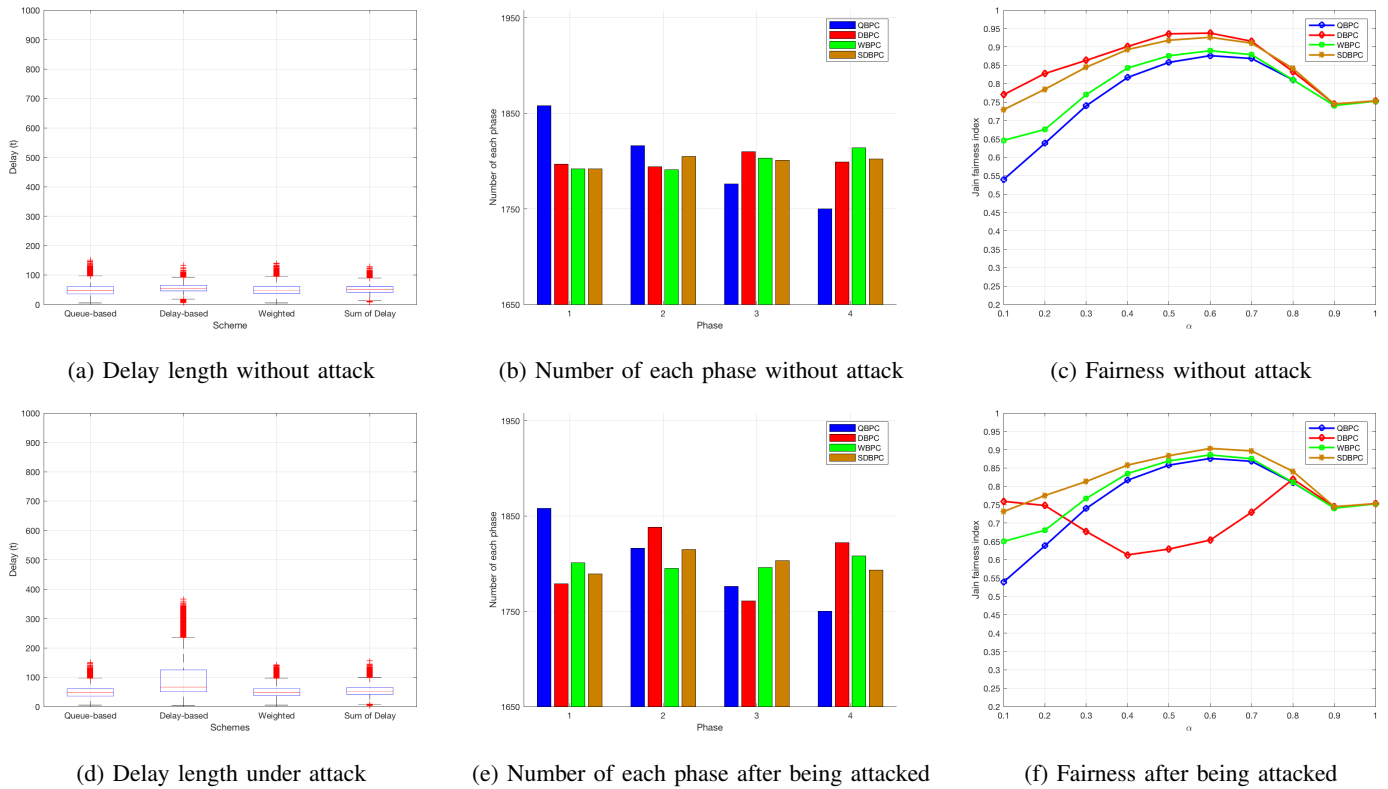 1000
900
800
700
600
500
400
300
200
100
0
Delay (t)
Queue-based Delay-based Weighted Sum of Delay
Scheme
(a) Delay length without attack
1950
1850
1750
1650
Number of each phase
QBPC
DBPC
WBPC
SDBPC
1 2 3 4
Phase
(b) Number of each phase without attack
1
0.95
0.9
0.85
0.8
0.75
0.7
0.65
0.6
0.55
0.5
0.45
0.4
0.35
0.3
0.25
0.2
Jain fairness index
QBPC
DBPC
WBPC
SDBPC
0.1 0.2 0.3 0.4 0.5 0.6 0.7 0.8 0.9 1
α
(c) Fairness without attack
1000
900
800
700
600
500
400
300
200
100
0
Delay (t)
Queue-based Delay-based Weighted Sum of Delay
Schemes
(d) Delay length under attack
1950
1850
1750
1650
Number of each phase
QBPC
DBPC
WBPC
SDBPC
1 2 3 4
Phase
(e) Number of each phase after being attacked
1
0.95
0.9
0.85
0.8
0.75
0.7
0.65
0.6
0.55
0.5
0.45
0.4
0.35
0.3
0.25
0.2
Jain fairness index
QBPC
DBPC
WBPC
SDBPC
0.1 0.2 0.3 0.4 0.5 0.6 0.7 0.8 0.9 1
α
(f) Fairness after being attacked